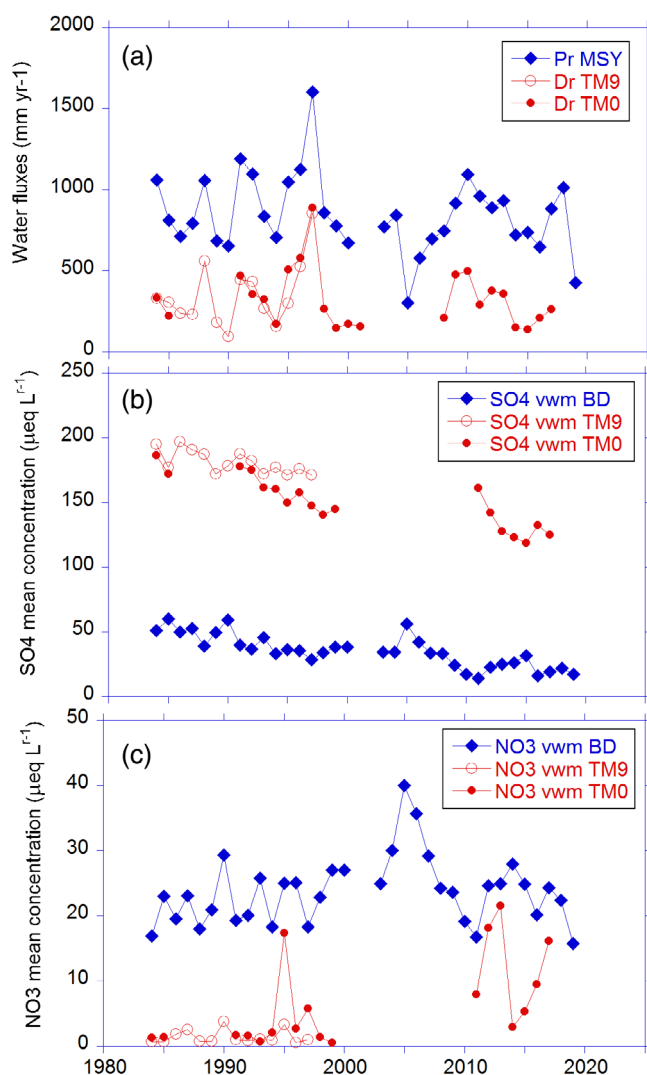 2000
(a)
Pr MSY
Dr TM9
Dr TM0
1500
1000
500
0
Water fluxes (mm yr-1)
250
(b)
SO4 vwm BD
SO4 vwm TM9
SO4 vwm TM0
200
150
100
50
0
SO4 mean concentration (µeq L r-1)
50
(c)
NO3 vwm BD
NO3 vwm TM9
NO3 vwm TM0
40
30
20
10
0
NO3 mean concentration (µeq L r-1)
1980 1990 2000 2010 2020